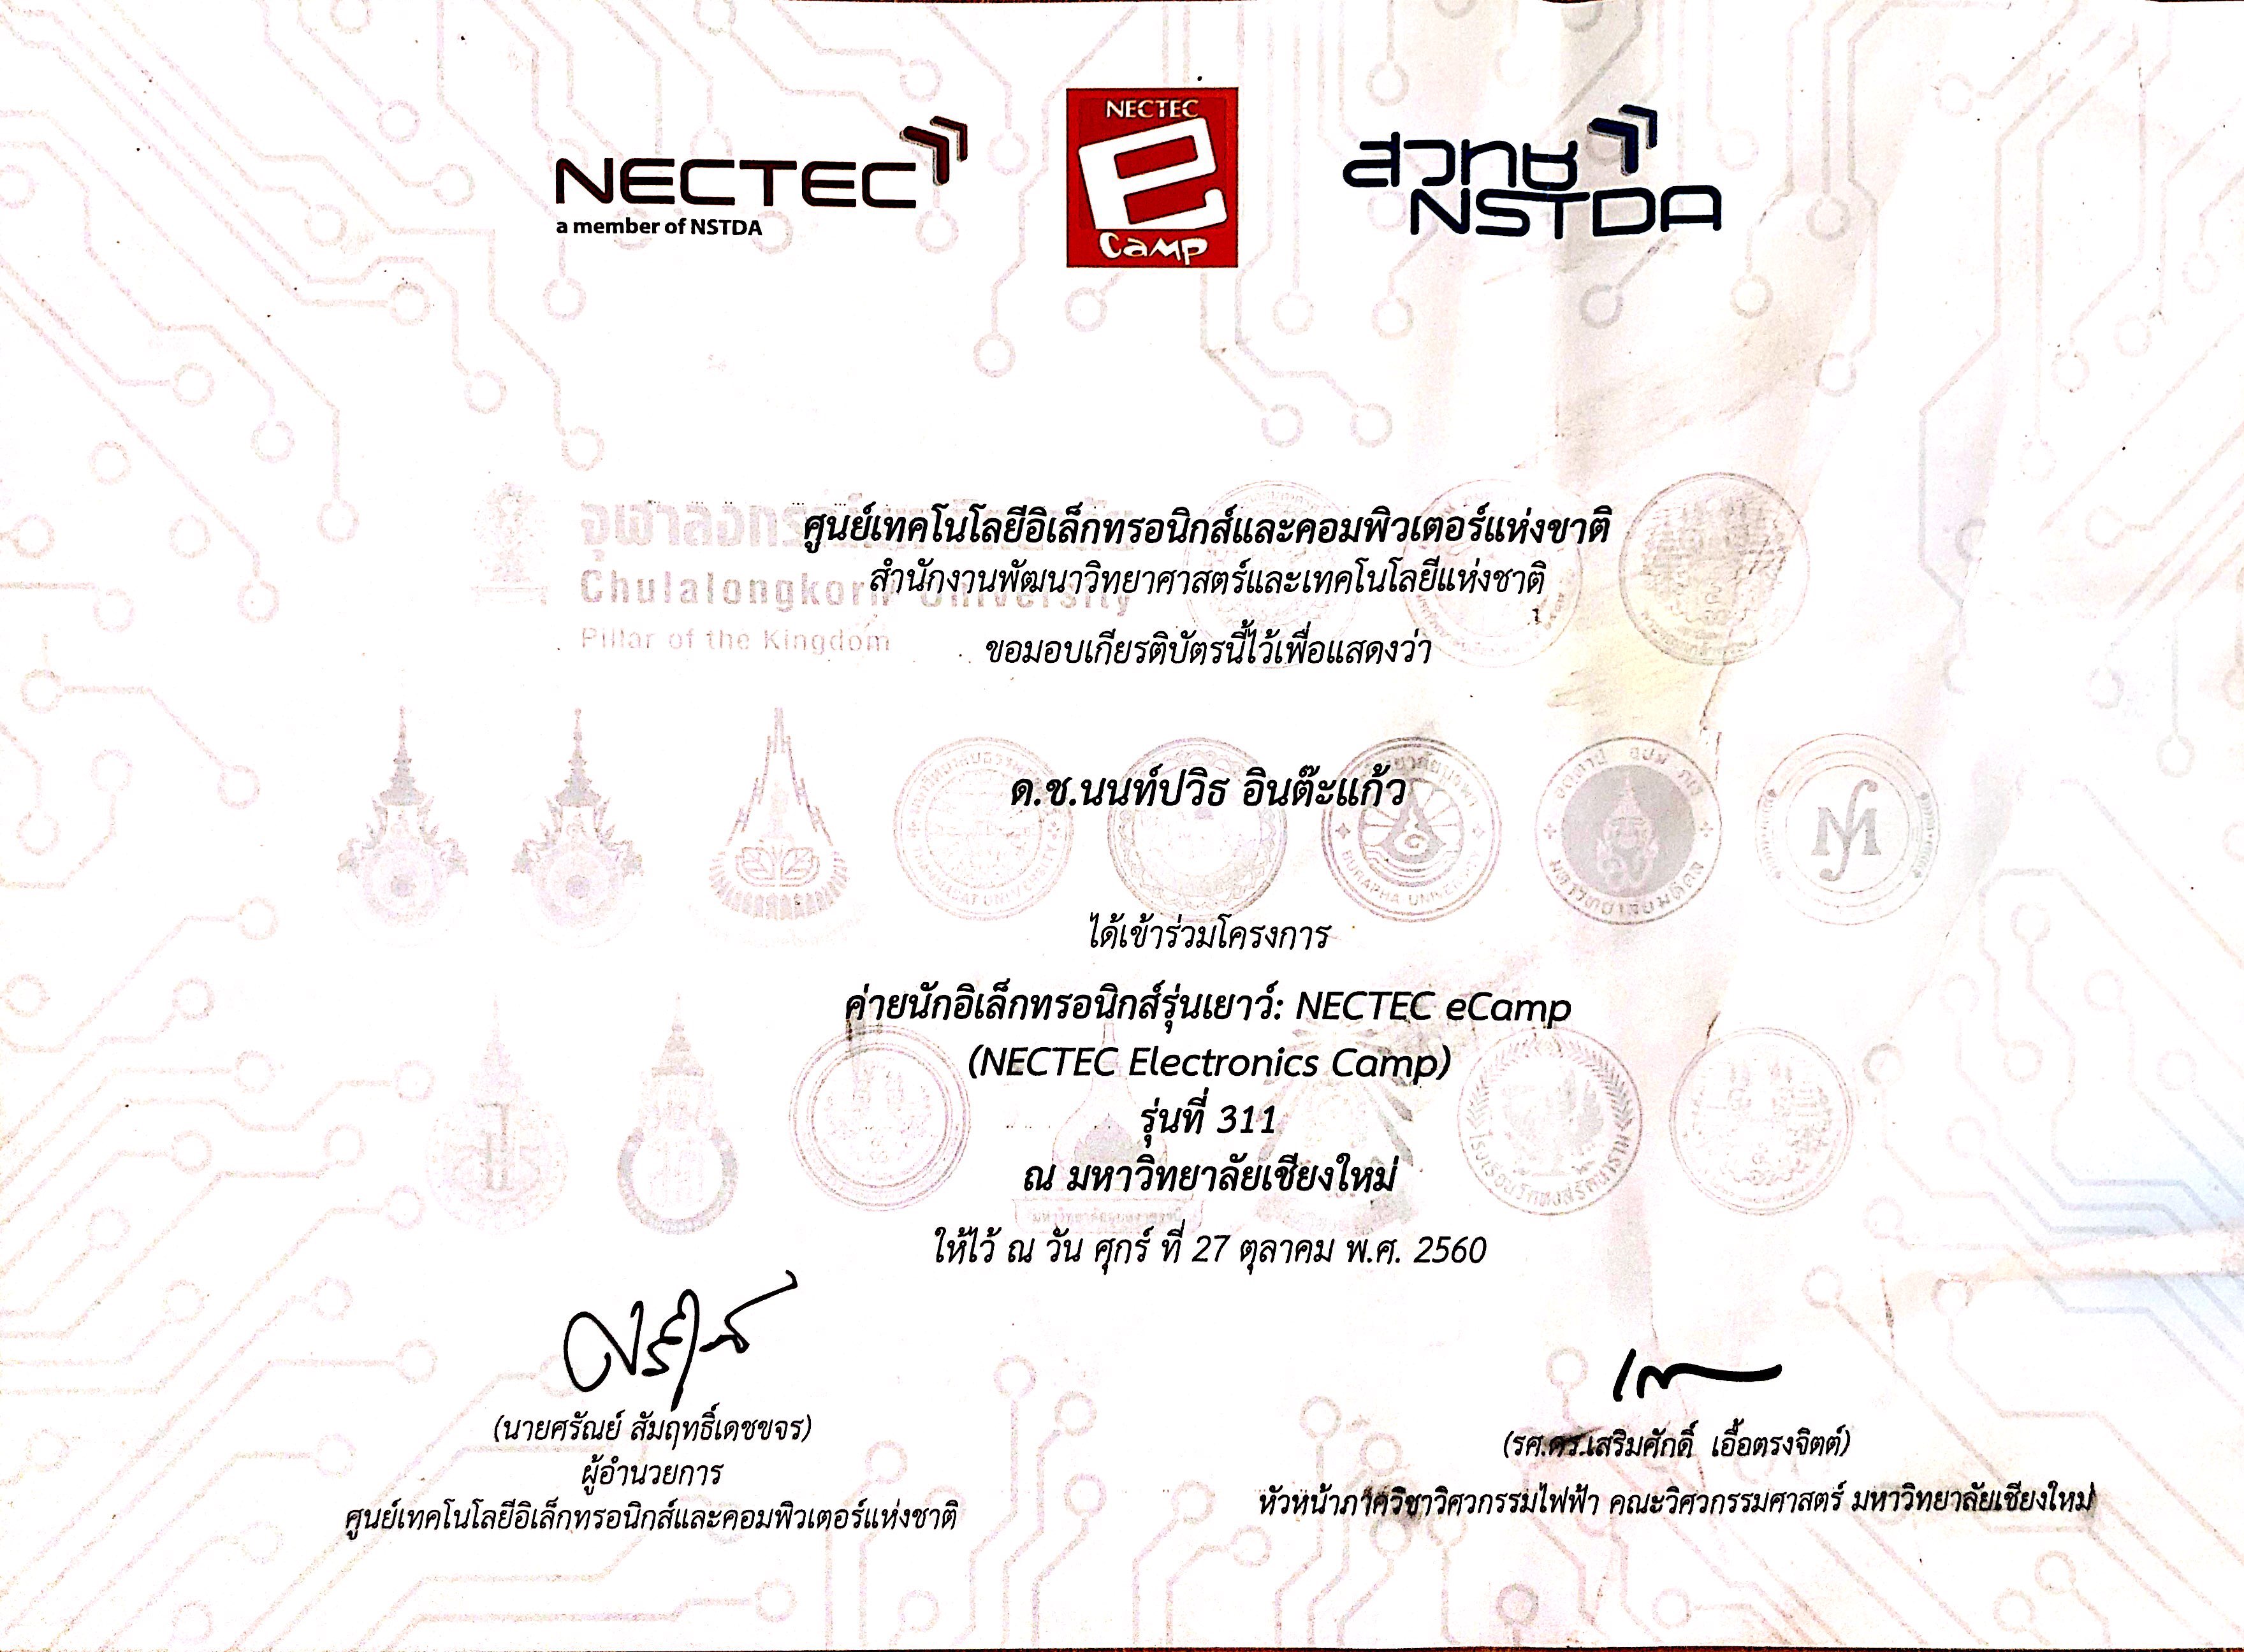 NECTEC
a member of NSTDA
NECTEC
e
Camp
สวทช
NSTDA
จุฬาลงกรณ์มหาวิทยาลัย
Chulalongkorn University
Pillar of the Kingdom
ศูนย์เทคโนโลยีอิเล็กทรอนิกส์และคอมพิวเตอร์แห่งชาติ
สำนักงานพัฒนาวิทยาศาสตร์และเทคโนโลยีแห่งชาติ
ขอมอบเกียรติบัตรนี้ไว้เพื่อแสดงว่า
ด.ช.นนท์ปวิธ อินต๊ะแก้ว
BURAPHA UNIVERSITY
มหาวิทยาลัยมหิดล
ได้เข้าร่วมโครงการ
ค่ายนักอิเล็กทรอนิกส์รุ่นเยาว์: NECTEC eCamp
(NECTEC Electronics Camp)
รุ่นที่ 311
ณ มหาวิทยาลัยเชียงใหม่
ให้ไว้ ณ วัน ศุกร์ ที่ 27 ตุลาคม พ.ศ. 2560
(นายศรัณย์ สัมฤทธิ์เดชขจร)
ผู้อำนวยการ
ศูนย์เทคโนโลยีอิเล็กทรอนิกส์และคอมพิวเตอร์แห่งชาติ
(รศ.ดร.เสริมศักดิ์ เอื้อตรงจิตต์)
หัวหน้าภาควิชาวิศวกรรมไฟฟ้า คณะวิศวกรรมศาสตร์ มหาวิทยาลัยเชียงใหม่